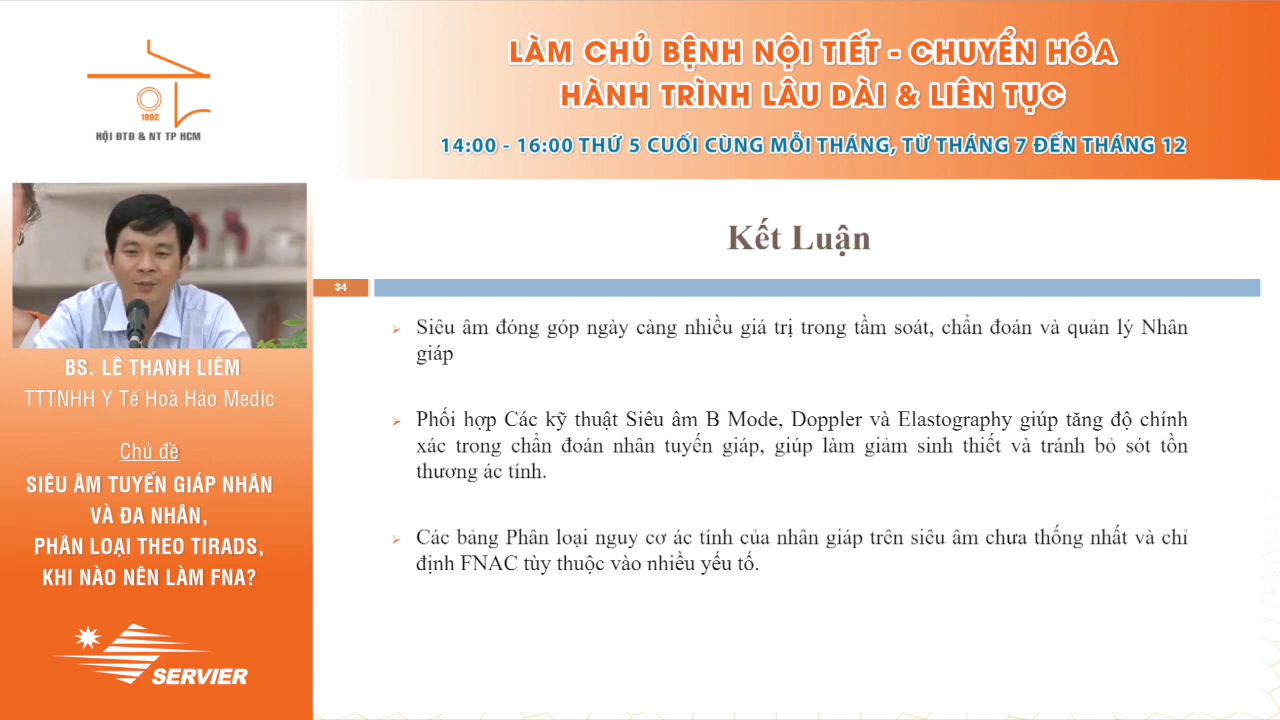 LÀM CHỦ BỆNH NỘI TIẾT - CHUYỂN HÓA
HÀNH TRÌNH LÂU DÀI & LIÊN TỤC
14:00 - 16:00 THỨ 5 CUỐI CÙNG MỖI THÁNG, TỪ THÁNG 7 ĐẾN THÁNG 12
1992
HỘI ĐTĐ & NT TP HCM
BS. LÊ THANH LIÊM
TTTNHH Y Tế Hoà Hảo Medic
Chủ đề
SIÊU ÂM TUYẾN GIÁP NHÂN
VÀ ĐA NHÂN,
PHÂN LOẠI THEO TIRADS,
KHI NÀO NÊN LÀM FNA?
SERVIER
Kết Luận
34
Siêu âm đóng góp ngày càng nhiều giá trị trong tầm soát, chẩn đoán và quản lý Nhân
giáp
Phối hợp Các kỹ thuật Siêu âm B Mode, Doppler và Elastography giúp tăng độ chính
xác trong chẩn đoán nhân tuyến giáp, giúp làm giảm sinh thiết và tránh bỏ sót tồn
thương ác tính.
Các bảng Phân loại nguy cơ ác tính của nhân giáp trên siêu âm chưa thống nhất và chỉ
định FNAC tùy thuộc vào nhiều yếu tố.